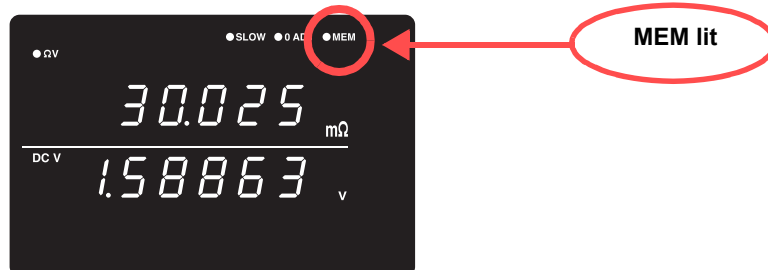 ●SLOW ●0 AD ●MEM
MEM lit
●ΩV
30.025 mΩ
DC V 1.58863 V